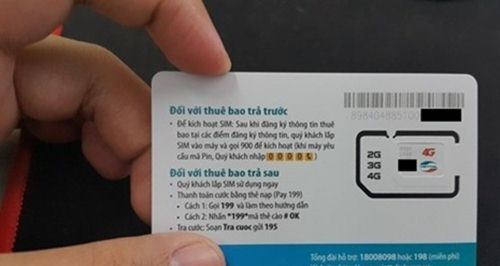 Đối với thuê bao trả trước
• Để kích hoạt SIM: Sau khi đăng ký thông tin thuê
bao tại các điểm đăng ký thông tin, quý khách lắp
SIM vào máy và gọi 900 để kích hoạt (khi máy yêu
cầu mã Pin, Quý khách nhập 0000)
Đối với thuê bao trả sau
• Quý khách lắp SIM sử dụng ngay
• Thanh toán cước bằng thẻ nạp (Pay 199)
• Cách 1: Gọi 199 và làm theo hướng dẫn
• Cách 2: Nhấn *199*mã thẻ cào # OK
• Tra cước: Soạn Tra cuoc gửi 195
898404885100
2G
3G
4G
4G
Tổng đài hỗ trợ: 18008098 hoặc 198 (miễn phí)